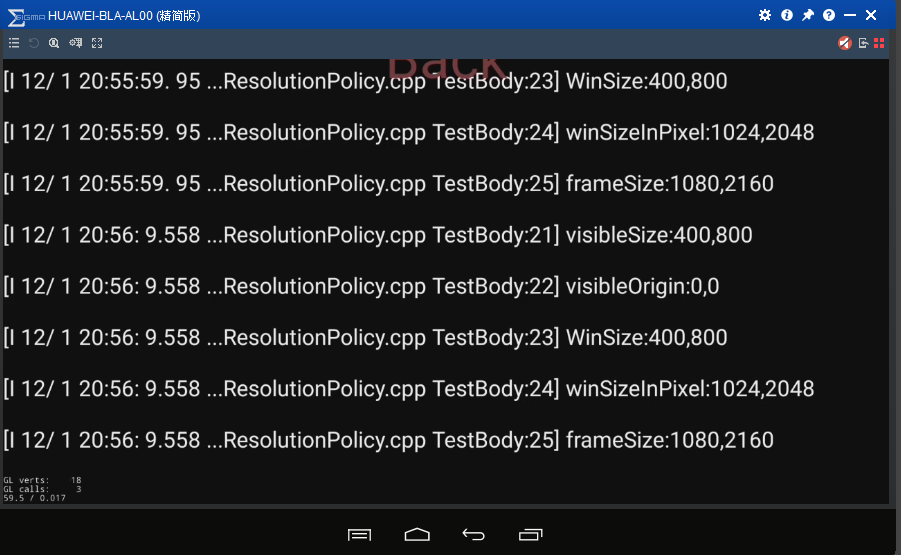 SIGMA HUAWEI-BLA-AL00 (精简版)
Back
[I 12/ 1 20:55:59. 95 ...ResolutionPolicy.cpp TestBody:23] WinSize:400,800
[I 12/ 1 20:55:59. 95 ...ResolutionPolicy.cpp TestBody:24] winSizeInPixel:1024,2048
[I 12/ 1 20:55:59. 95 ...ResolutionPolicy.cpp TestBody:25] frameSize:1080,2160
[I 12/ 1 20:56: 9.558 ...ResolutionPolicy.cpp TestBody:21] visibleSize:400,800
[I 12/ 1 20:56: 9.558 ...ResolutionPolicy.cpp TestBody:22] visibleOrigin:0,0
[I 12/ 1 20:56: 9.558 ...ResolutionPolicy.cpp TestBody:23] WinSize:400,800
[I 12/ 1 20:56: 9.558 ...ResolutionPolicy.cpp TestBody:24] winSizeInPixel:1024,2048
[I 12/ 1 20:56: 9.558 ...ResolutionPolicy.cpp TestBody:25] frameSize:1080,2160
GL verts: 18
GL calls: 3
59.5 / 0.017